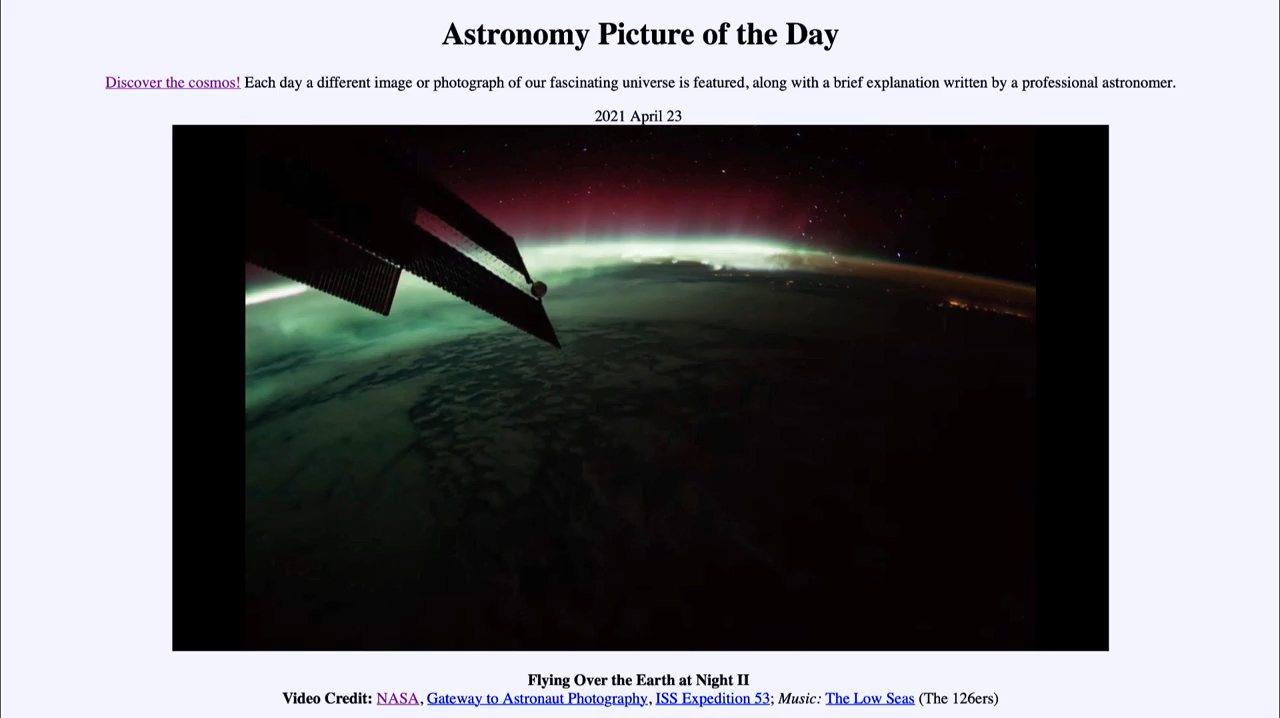 Astronomy Picture of the Day
Discover the cosmos! Each day a different image or photograph of our fascinating universe is featured, along with a brief explanation written by a professional astronomer.
2021 April 23
Flying Over the Earth at Night II
Video Credit: NASA, Gateway to Astronaut Photography, ISS Expedition 53; Music: The Low Seas (The 126ers)